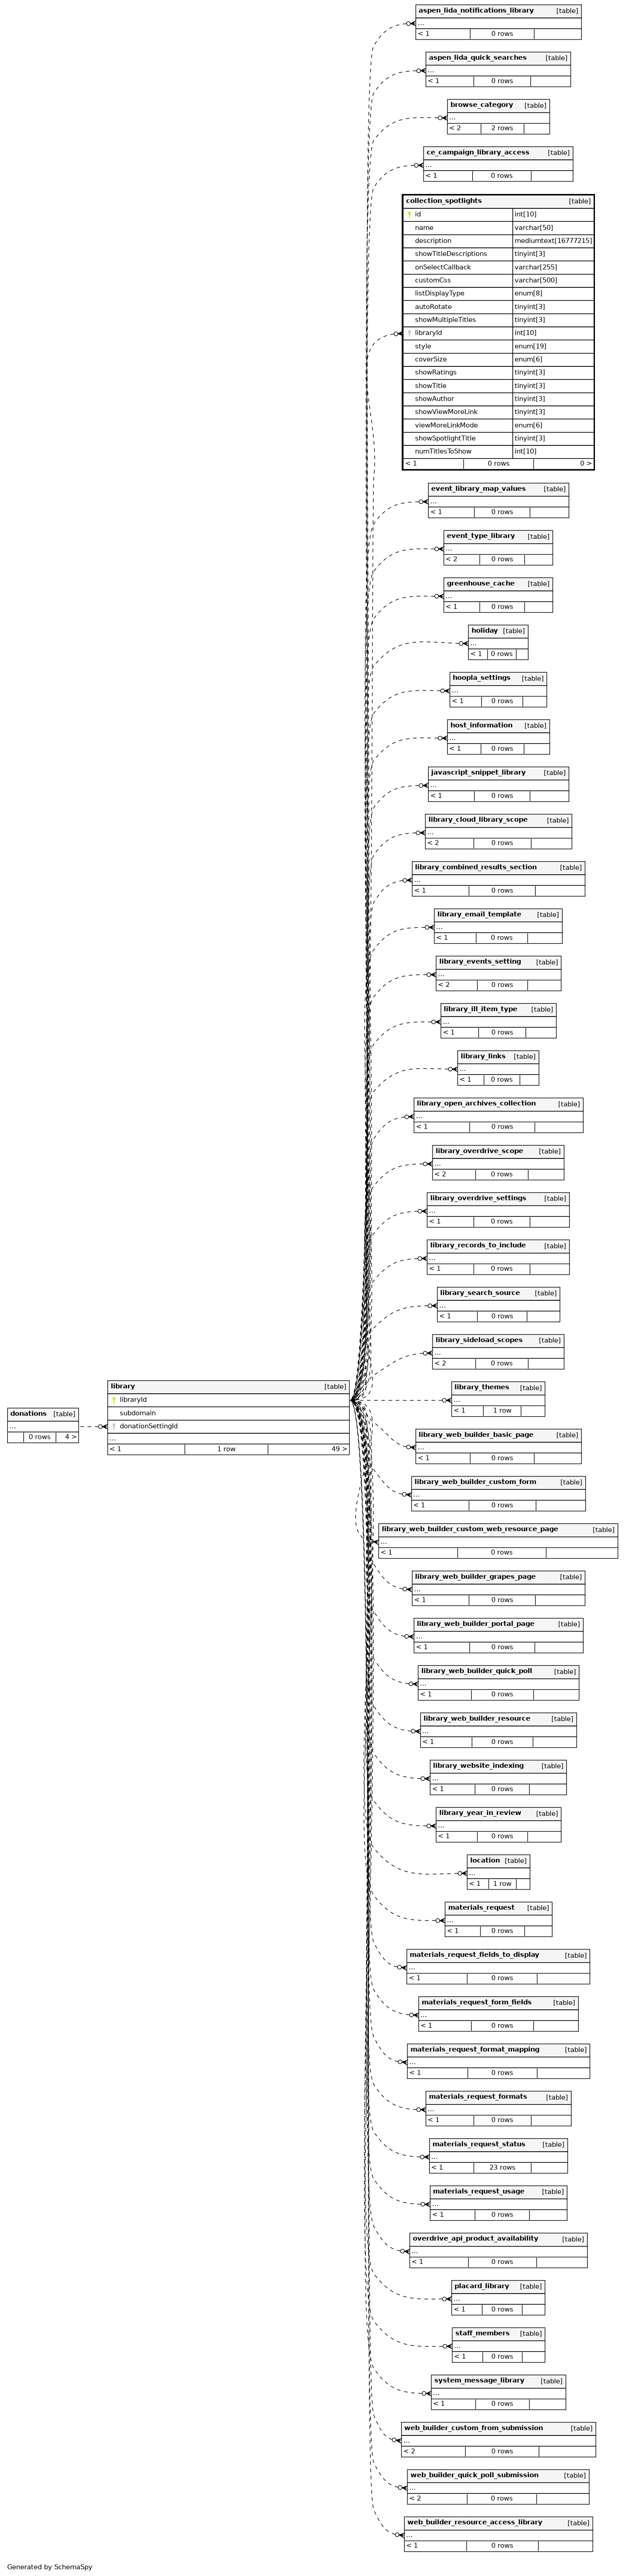 aspen_lida_notifications_library [table]
...
< 1 0 rows
aspen_lida_quick_searches [table]
...
< 1 0 rows
browse_category [table]
...
< 2 2 rows
ce_campaign_library_access [table]
...
< 1 0 rows
collection_spotlights [table]
id int[10]
name varchar[50]
description mediumtext[16777215]
showTitleDescriptions tinyint[3]
onSelectCallback varchar[255]
customCss varchar[500]
listDisplayType enum[8]
autoRotate tinyint[3]
showMultipleTitles tinyint[3]
libraryId int[10]
style enum[19]
coverSize enum[6]
showRatings tinyint[3]
showTitle tinyint[3]
showAuthor tinyint[3]
showViewMoreLink tinyint[3]
viewMoreLinkMode enum[6]
showSpotlightTitle tinyint[3]
numTitlesToShow int[10]
< 1 0 rows 0 >
event_library_map_values [table]
...
< 1 0 rows
event_type_library [table]
...
< 2 0 rows
greenhouse_cache [table]
...
< 1 0 rows
holiday [table]
...
< 1 0 rows
hoopla_settings [table]
...
< 1 0 rows
host_information [table]
...
< 1 0 rows
javascript_snippet_library [table]
...
< 1 0 rows
library_cloud_library_scope [table]
...
< 2 0 rows
library_combined_results_section [table]
...
< 1 0 rows
library_email_template [table]
...
< 1 0 rows
library_events_setting [table]
...
< 2 0 rows
library_ill_item_type [table]
...
< 1 0 rows
library_links [table]
...
< 1 0 rows
library_open_archives_collection [table]
...
< 1 0 rows
library_overdrive_scope [table]
...
< 2 0 rows
library_overdrive_settings [table]
...
< 1 0 rows
library_records_to_include [table]
...
< 1 0 rows
library_search_source [table]
...
< 1 0 rows
library_sideload_scopes [table]
...
< 2 0 rows
library [table]
libraryId
subdomain
donationSettingId
...
< 1 1 row 49 >
donations [table]
...
0 rows 4 >
library_themes [table]
...
< 1 1 row
library_web_builder_basic_page [table]
...
< 1 0 rows
library_web_builder_custom_form [table]
...
< 1 0 rows
library_web_builder_custom_web_resource_page [table]
...
< 1 0 rows
library_web_builder_grapes_page [table]
...
< 1 0 rows
library_web_builder_portal_page [table]
...
< 1 0 rows
library_web_builder_quick_poll [table]
...
< 1 0 rows
library_web_builder_resource [table]
...
< 1 0 rows
library_website_indexing [table]
...
< 1 0 rows
library_year_in_review [table]
...
< 1 0 rows
location [table]
...
< 1 1 row
materials_request [table]
...
< 1 0 rows
materials_request_fields_to_display [table]
...
< 1 0 rows
materials_request_form_fields [table]
...
< 1 0 rows
materials_request_format_mapping [table]
...
< 1 0 rows
materials_request_formats [table]
...
< 1 0 rows
materials_request_status [table]
...
< 1 23 rows
materials_request_usage [table]
...
< 1 0 rows
overdrive_api_product_availability [table]
...
< 1 0 rows
placard_library [table]
...
< 1 0 rows
staff_members [table]
...
< 1 0 rows
system_message_library [table]
...
< 1 0 rows
web_builder_custom_from_submission [table]
...
< 2 0 rows
web_builder_quick_poll_submission [table]
...
< 2 0 rows
web_builder_resource_access_library [table]
...
< 1 0 rows
Generated by SchemaSpy